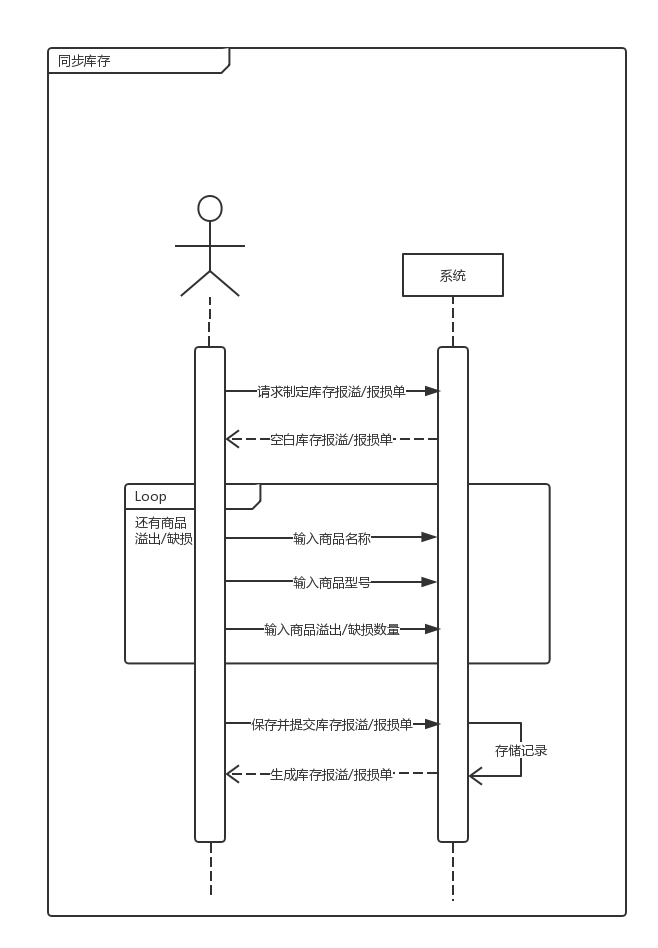 同步库存
系统
请求制定库存报溢/报损单
空白库存报溢/报损单
Loop
还有商品
溢出/缺损
输入商品名称
输入商品型号
输入商品溢出/缺损数量
保存并提交库存报溢/报损单
存储记录
生成库存报溢/报损单